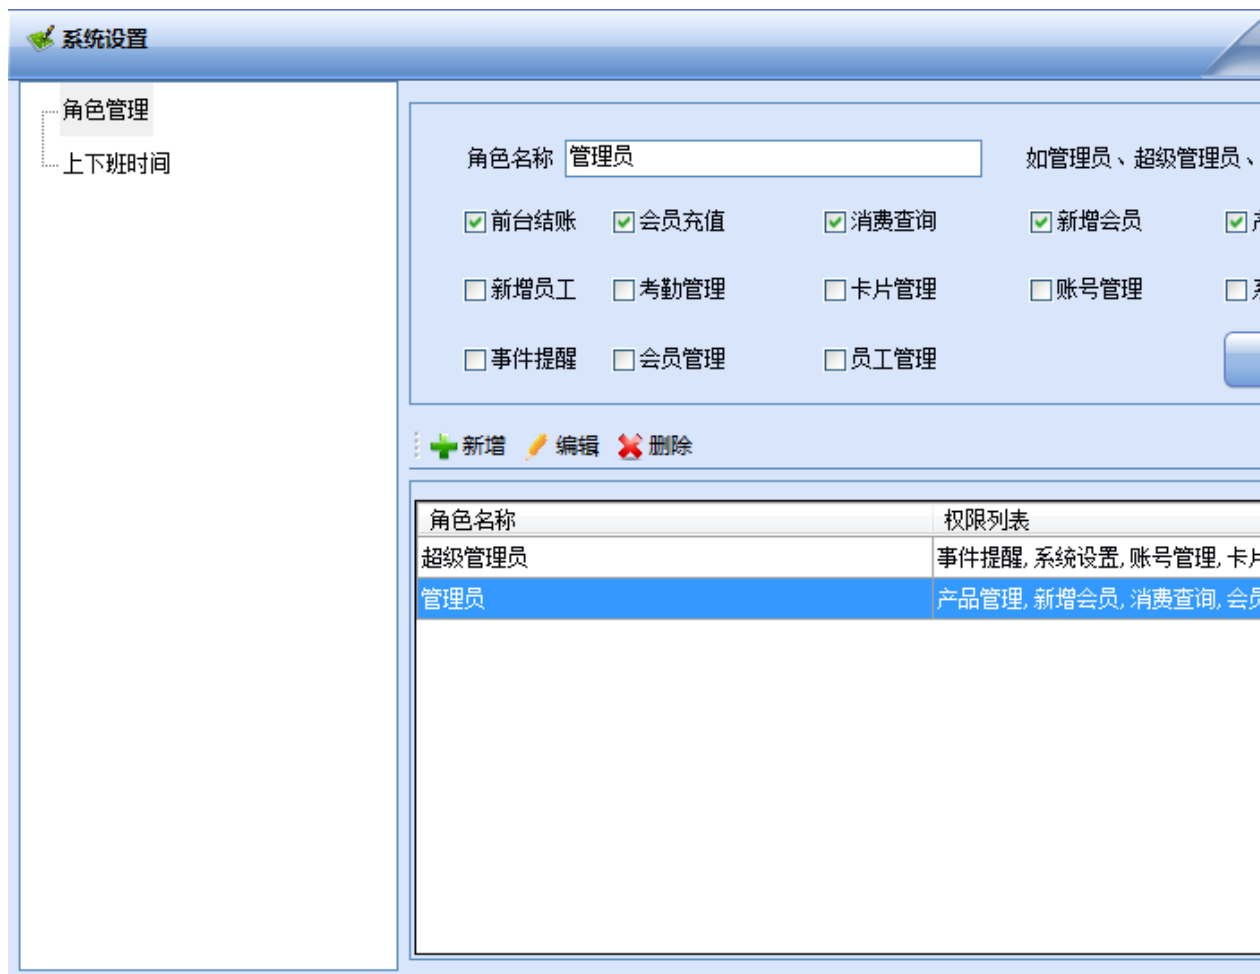 系统设置
角色管理
上下班时间
角色名称 管理员 如管理员、超级管理员、
前台结账 会员充值 消费查询 新增会员
新增员工 考勤管理 卡片管理 账号管理
事件提醒 会员管理 员工管理
新增 编辑 删除
角色名称 权限列表
超级管理员 事件提醒, 系统设置, 账号管理, 卡片
管理员 产品管理, 新增会员, 消费查询, 会员